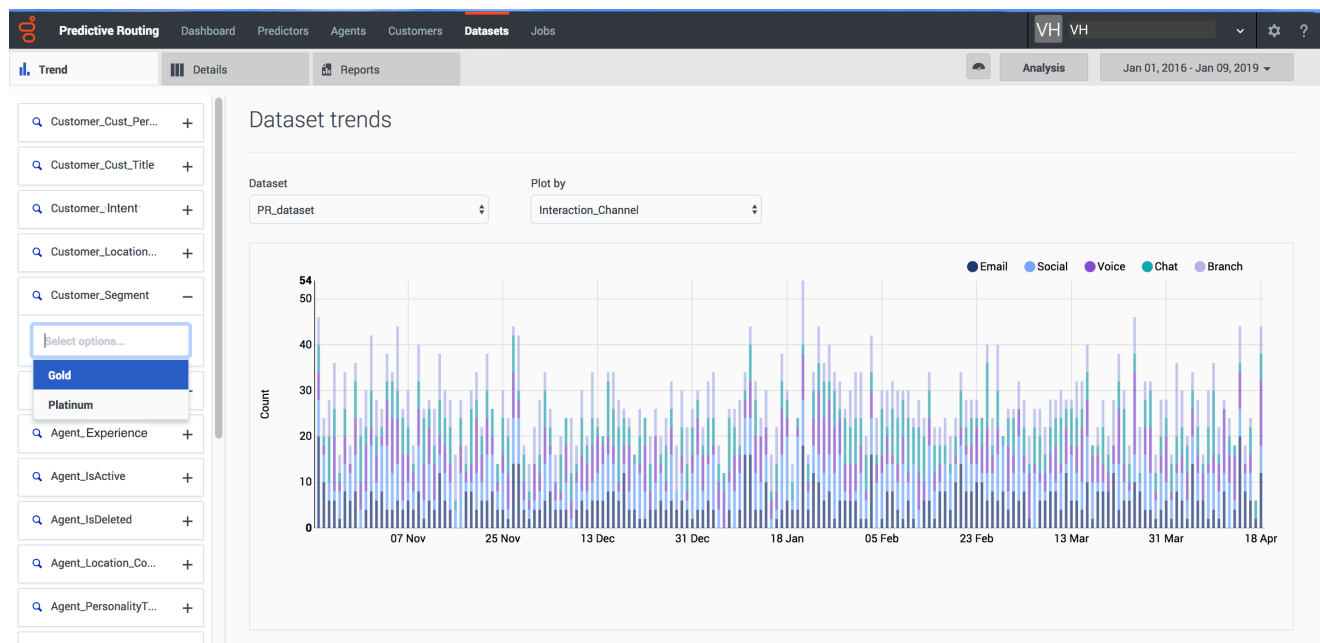 Predictive Routing Dashboard Predictors Agents Customers Datasets Jobs VH VH ?
Trend Details Reports Analysis Jan 01, 2016 - Jan 09, 2019
Customer_Cust_Per... +
Customer_Cust_Title +
Customer_Intent +
Customer_Location... +
Customer_Segment −
Select options...
Gold
Platinum
Agent_Experience +
Agent_IsActive +
Agent_IsDeleted +
Agent_Location_Co... +
Agent_PersonalityT... +
Dataset trends
Dataset Plot by
PR_dataset Interaction_Channel
Email Social Voice Chat Branch
54
50
40
30
20
10
0
Count
07 Nov 25 Nov 13 Dec 31 Dec 18 Jan 05 Feb 23 Feb 13 Mar 31 Mar 18 Apr